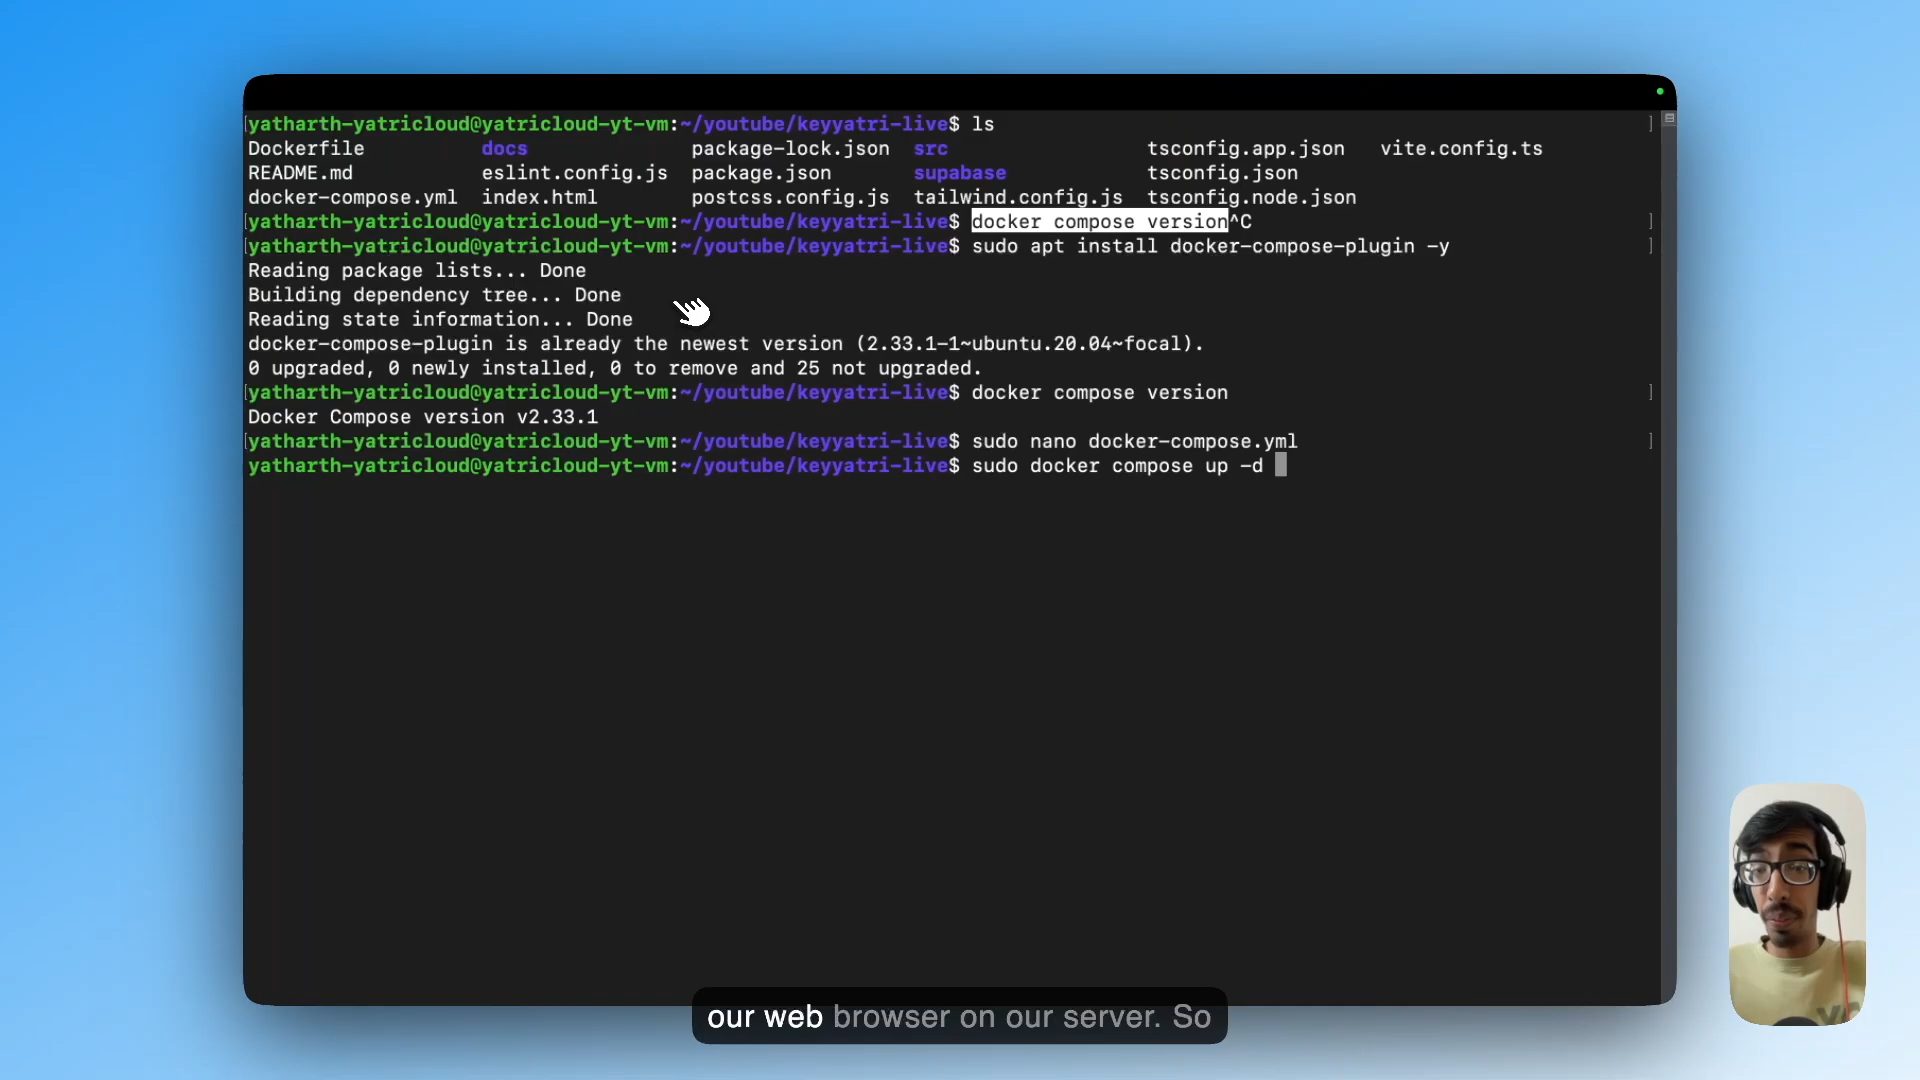 [yatharth-yatricloud@yatricloud-yt-vm:~/youtube/keyyatri-live$ ls ]
Dockerfile docs package-lock.json src tsconfig.app.json vite.config.ts
README.md eslint.config.js package.json supabase tsconfig.json
docker-compose.yml index.html postcss.config.js tailwind.config.js tsconfig.node.json
[yatharth-yatricloud@yatricloud-yt-vm:~/youtube/keyyatri-live$ docker compose version^C ]
[yatharth-yatricloud@yatricloud-yt-vm:~/youtube/keyyatri-live$ sudo apt install docker-compose-plugin -y ]
Reading package lists... Done
Building dependency tree... Done
Reading state information... Done
docker-compose-plugin is already the newest version (2.33.1-1~ubuntu.20.04~focal).
0 upgraded, 0 newly installed, 0 to remove and 25 not upgraded.
[yatharth-yatricloud@yatricloud-yt-vm:~/youtube/keyyatri-live$ docker compose version ]
Docker Compose version v2.33.1
[yatharth-yatricloud@yatricloud-yt-vm:~/youtube/keyyatri-live$ sudo nano docker-compose.yml ]
yatharth-yatricloud@yatricloud-yt-vm:~/youtube/keyyatri-live$ sudo docker compose up -d
our web browser on our server. So